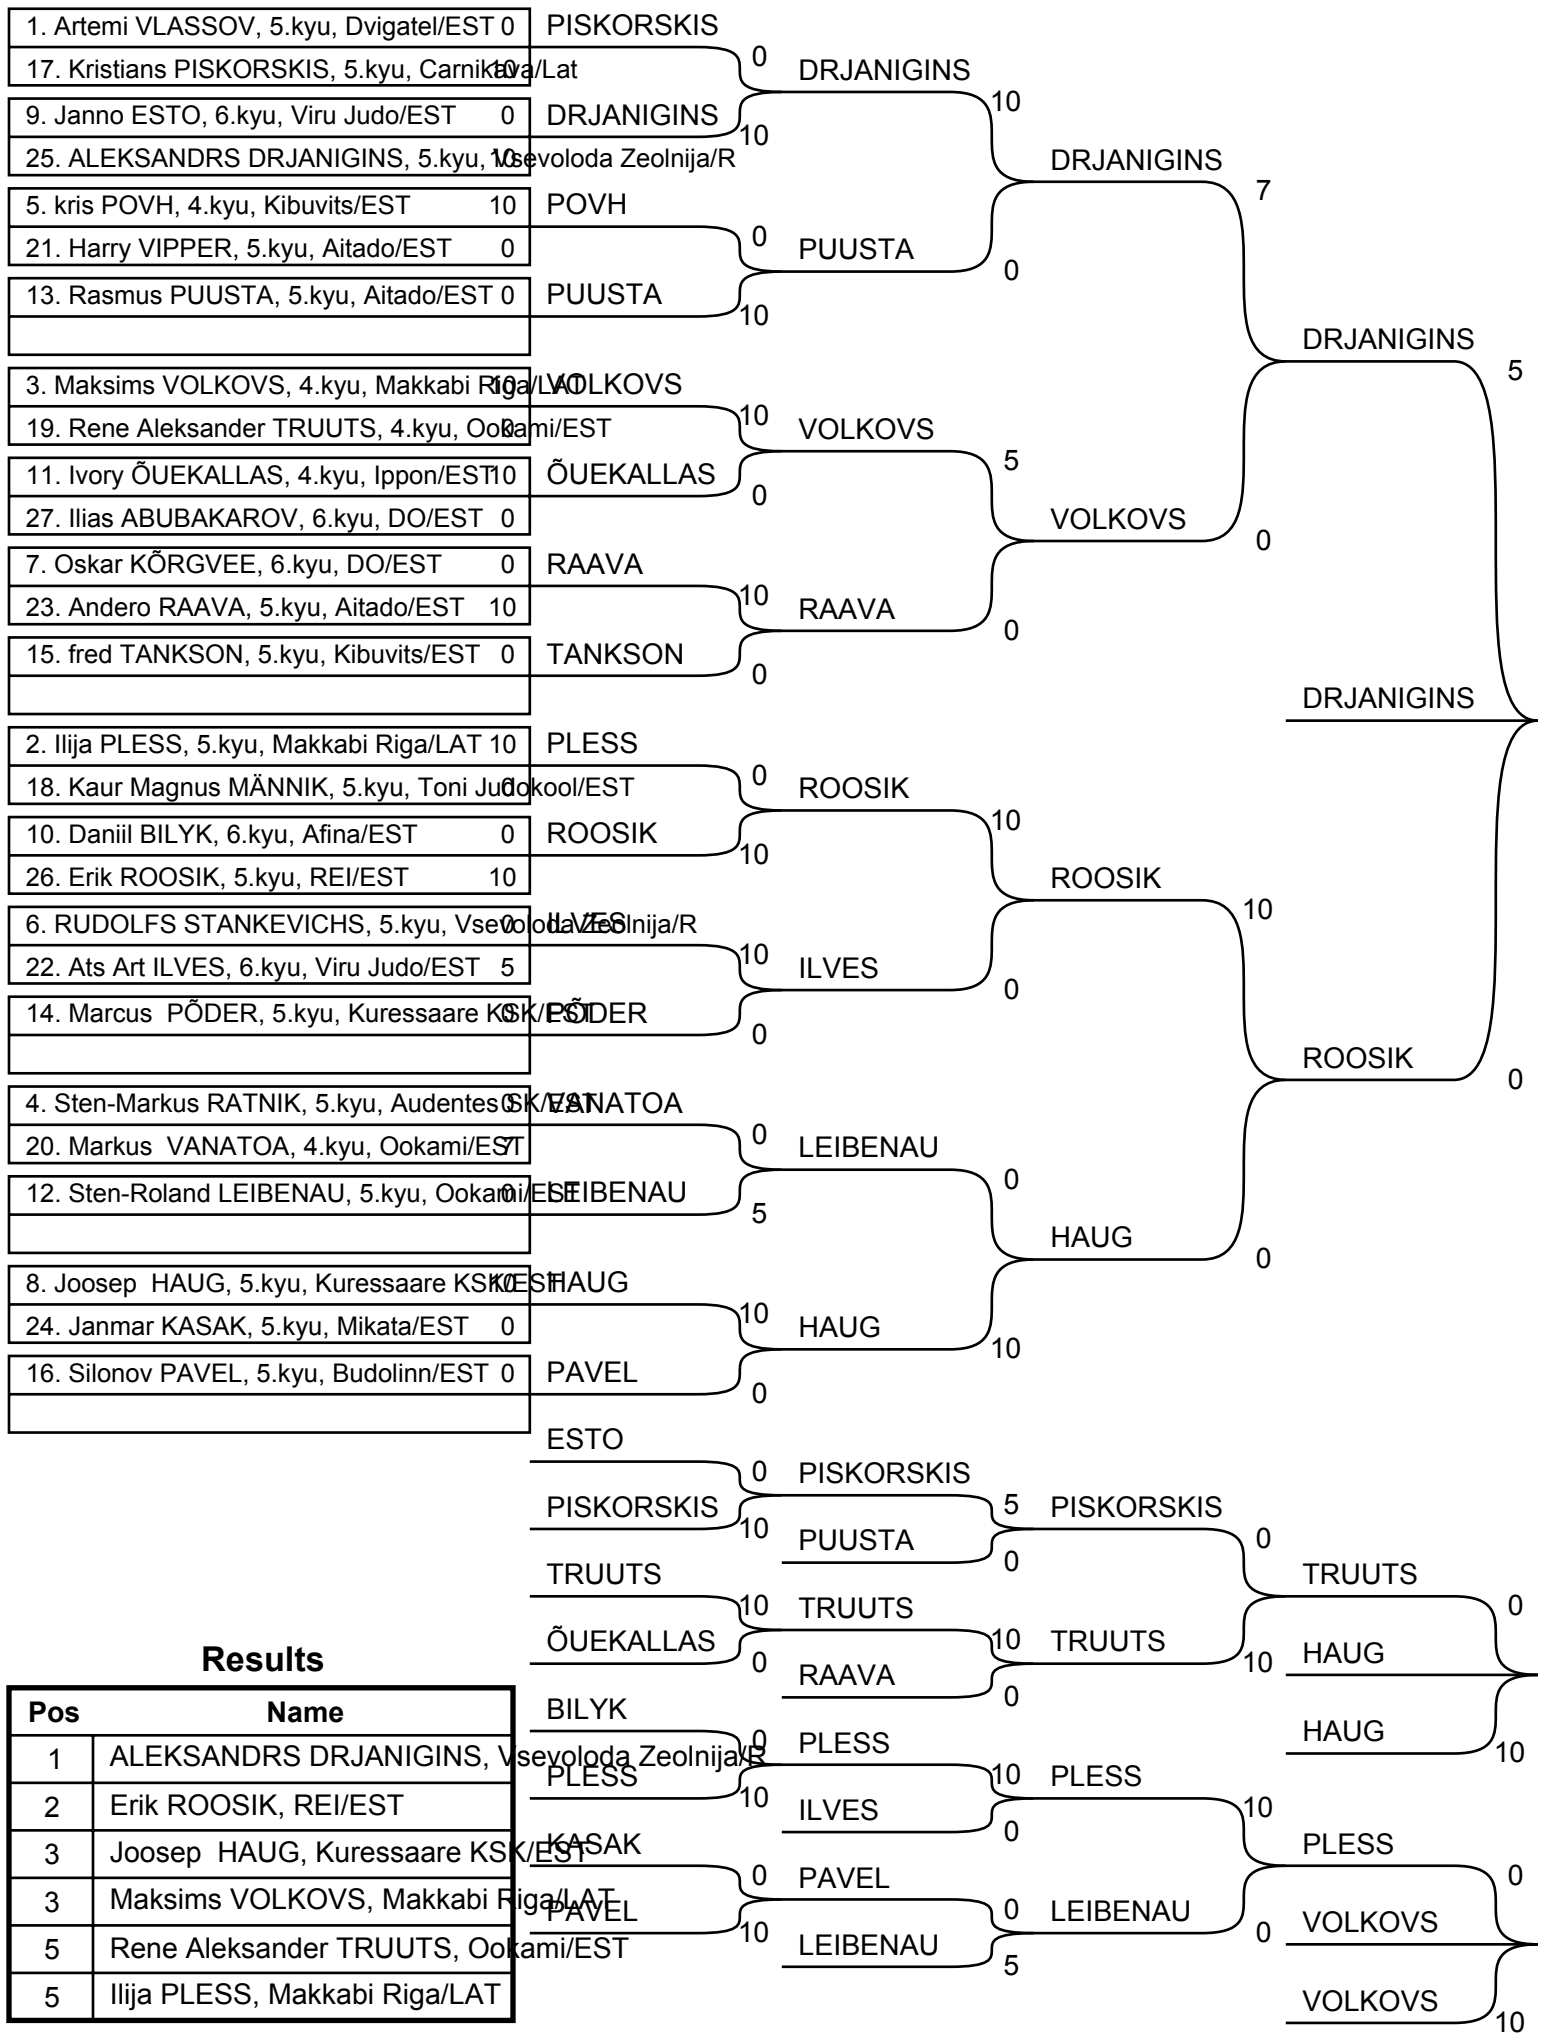 1. Artemi VLASSOV, 5.kyu, Dvigatel/EST 0 PISKORSKIS
0
17. Kristians PISKORSKIS, 5.kyu, Carnikava/Lat 10 DRJANIGINS
10
9. Janno ESTO, 6.kyu, Viru Judo/EST 0 DRJANIGINS
10
25. ALEKSANDRS DRJANIGINS, 5.kyu, Vsevoloda Zeolnija/R 10 DRJANIGINS
7
5. kris POVH, 4.kyu, Kibuvits/EST 10 POVH
0
21. Harry VIPPER, 5.kyu, Aitado/EST 0 PUUSTA
0
13. Rasmus PUUSTA, 5.kyu, Aitado/EST 0 PUUSTA
10
DRJANIGINS
5
3. Maksims VOLKOVS, 4.kyu, Makkabi Riga/LAT 10 VOLKOVS
10
19. Rene Aleksander TRUUTS, 4.kyu, Ookami/EST 0 VOLKOVS
5
11. Ivory ÕUEKALLAS, 4.kyu, Ippon/EST 10 ÕUEKALLAS
0
27. Ilias ABUBAKAROV, 6.kyu, DO/EST 0 VOLKOVS
0
7. Oskar KÕRGVEE, 6.kyu, DO/EST 0 RAAVA
10
23. Andero RAAVA, 5.kyu, Aitado/EST 10 RAAVA
0
15. fred TANKSON, 5.kyu, Kibuvits/EST 0 TANKSON
0
DRJANIGINS
2. Ilija PLESS, 5.kyu, Makkabi Riga/LAT 10 PLESS
0
18. Kaur Magnus MÄNNIK, 5.kyu, Toni Judokool/EST 0 ROOSIK
10
10. Daniil BILYK, 6.kyu, Afina/EST 0 ROOSIK
10
26. Erik ROOSIK, 5.kyu, REI/EST 10 ROOSIK
10
6. RUDOLFS STANKEVICHS, 5.kyu, Vsevoloda Zeolnija/R 0 ILVES
10
22. Ats Art ILVES, 6.kyu, Viru Judo/EST 5 ILVES
0
14. Marcus PÕDER, 5.kyu, Kuressaare KSK/EST 0 PÕDER
0
ROOSIK
0
4. Sten-Markus RATNIK, 5.kyu, Audentes SK/EST 0 VANATOA
0
20. Markus VANATOA, 4.kyu, Ookami/EST 7 LEIBENAU
0
12. Sten-Roland LEIBENAU, 5.kyu, Ookami/EST 0 LEIBENAU
5
HAUG
0
8. Joosep HAUG, 5.kyu, Kuressaare KSK/EST 10 HAUG
10
24. Janmar KASAK, 5.kyu, Mikata/EST 0 HAUG
10
16. Silonov PAVEL, 5.kyu, Budolinn/EST 0 PAVEL
0
ESTO
0 PISKORSKIS
5
PISKORSKIS
10
PISKORSKIS
0
PUUSTA
0
TRUUTS
10
TRUUTS
0
TRUUTS
10
ÕUEKALLAS
0
TRUUTS
10
RAAVA
0
HAUG
BILYK
0
PLESS
10
HAUG
10
PLESS
10
PLESS
10
ILVES
0
KASAK
0
PLESS
0
PAVEL
0
PAVEL
10
LEIBENAU
0
VOLKOVS
LEIBENAU
5
VOLKOVS
10
Results
Pos Name
1 ALEKSANDRS DRJANIGINS, Vsevoloda Zeolnija/R
2 Erik ROOSIK, REI/EST
3 Joosep HAUG, Kuressaare KSK/EST
3 Maksims VOLKOVS, Makkabi Riga/LAT
5 Rene Aleksander TRUUTS, Ookami/EST
5 Ilija PLESS, Makkabi Riga/LAT